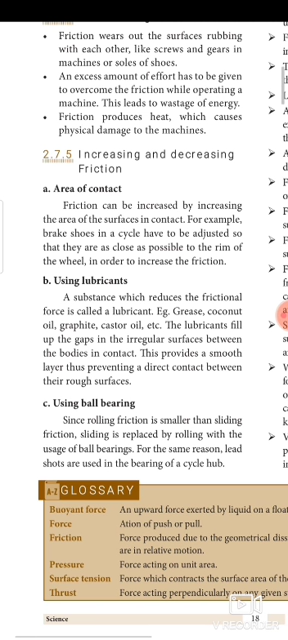 • Friction wears out the surfaces rubbing
with each other, like screws and gears in
machines or soles of shoes.
• An excess amount of effort has to be given
to overcome the friction while operating a
machine. This leads to wastage of energy.
• Friction produces heat, which causes
physical damage to the machines.
2.7.5 Increasing and decreasing
Friction
a. Area of contact
Friction can be increased by increasing
the area of the surfaces in contact. For example,
brake shoes in a cycle have to be adjusted so
that they are as close as possible to the rim of
the wheel, in order to increase the friction.
b. Using lubricants
A substance which reduces the frictional
force is called a lubricant. Eg. Grease, coconut
oil, graphite, castor oil, etc. The lubricants fill
up the gaps in the irregular surfaces between
the bodies in contact. This provides a smooth
layer thus preventing a direct contact between
their rough surfaces.
c. Using ball bearing
Since rolling friction is smaller than sliding
friction, sliding is replaced by rolling with the
usage of ball bearings. For the same reason, lead
shots are used in the bearing of a cycle hub.
A-Z GLOSSARY
Buoyant force An upward force exerted by liquid on a float
Force Ation of push or pull.
Friction Force produced due to the geometrical diss
are in relative motion.
Pressure Force acting on unit area.
Surface tension Force which contracts the surface area of the
Thrust Force acting perpendicularly on any given s
Science 18